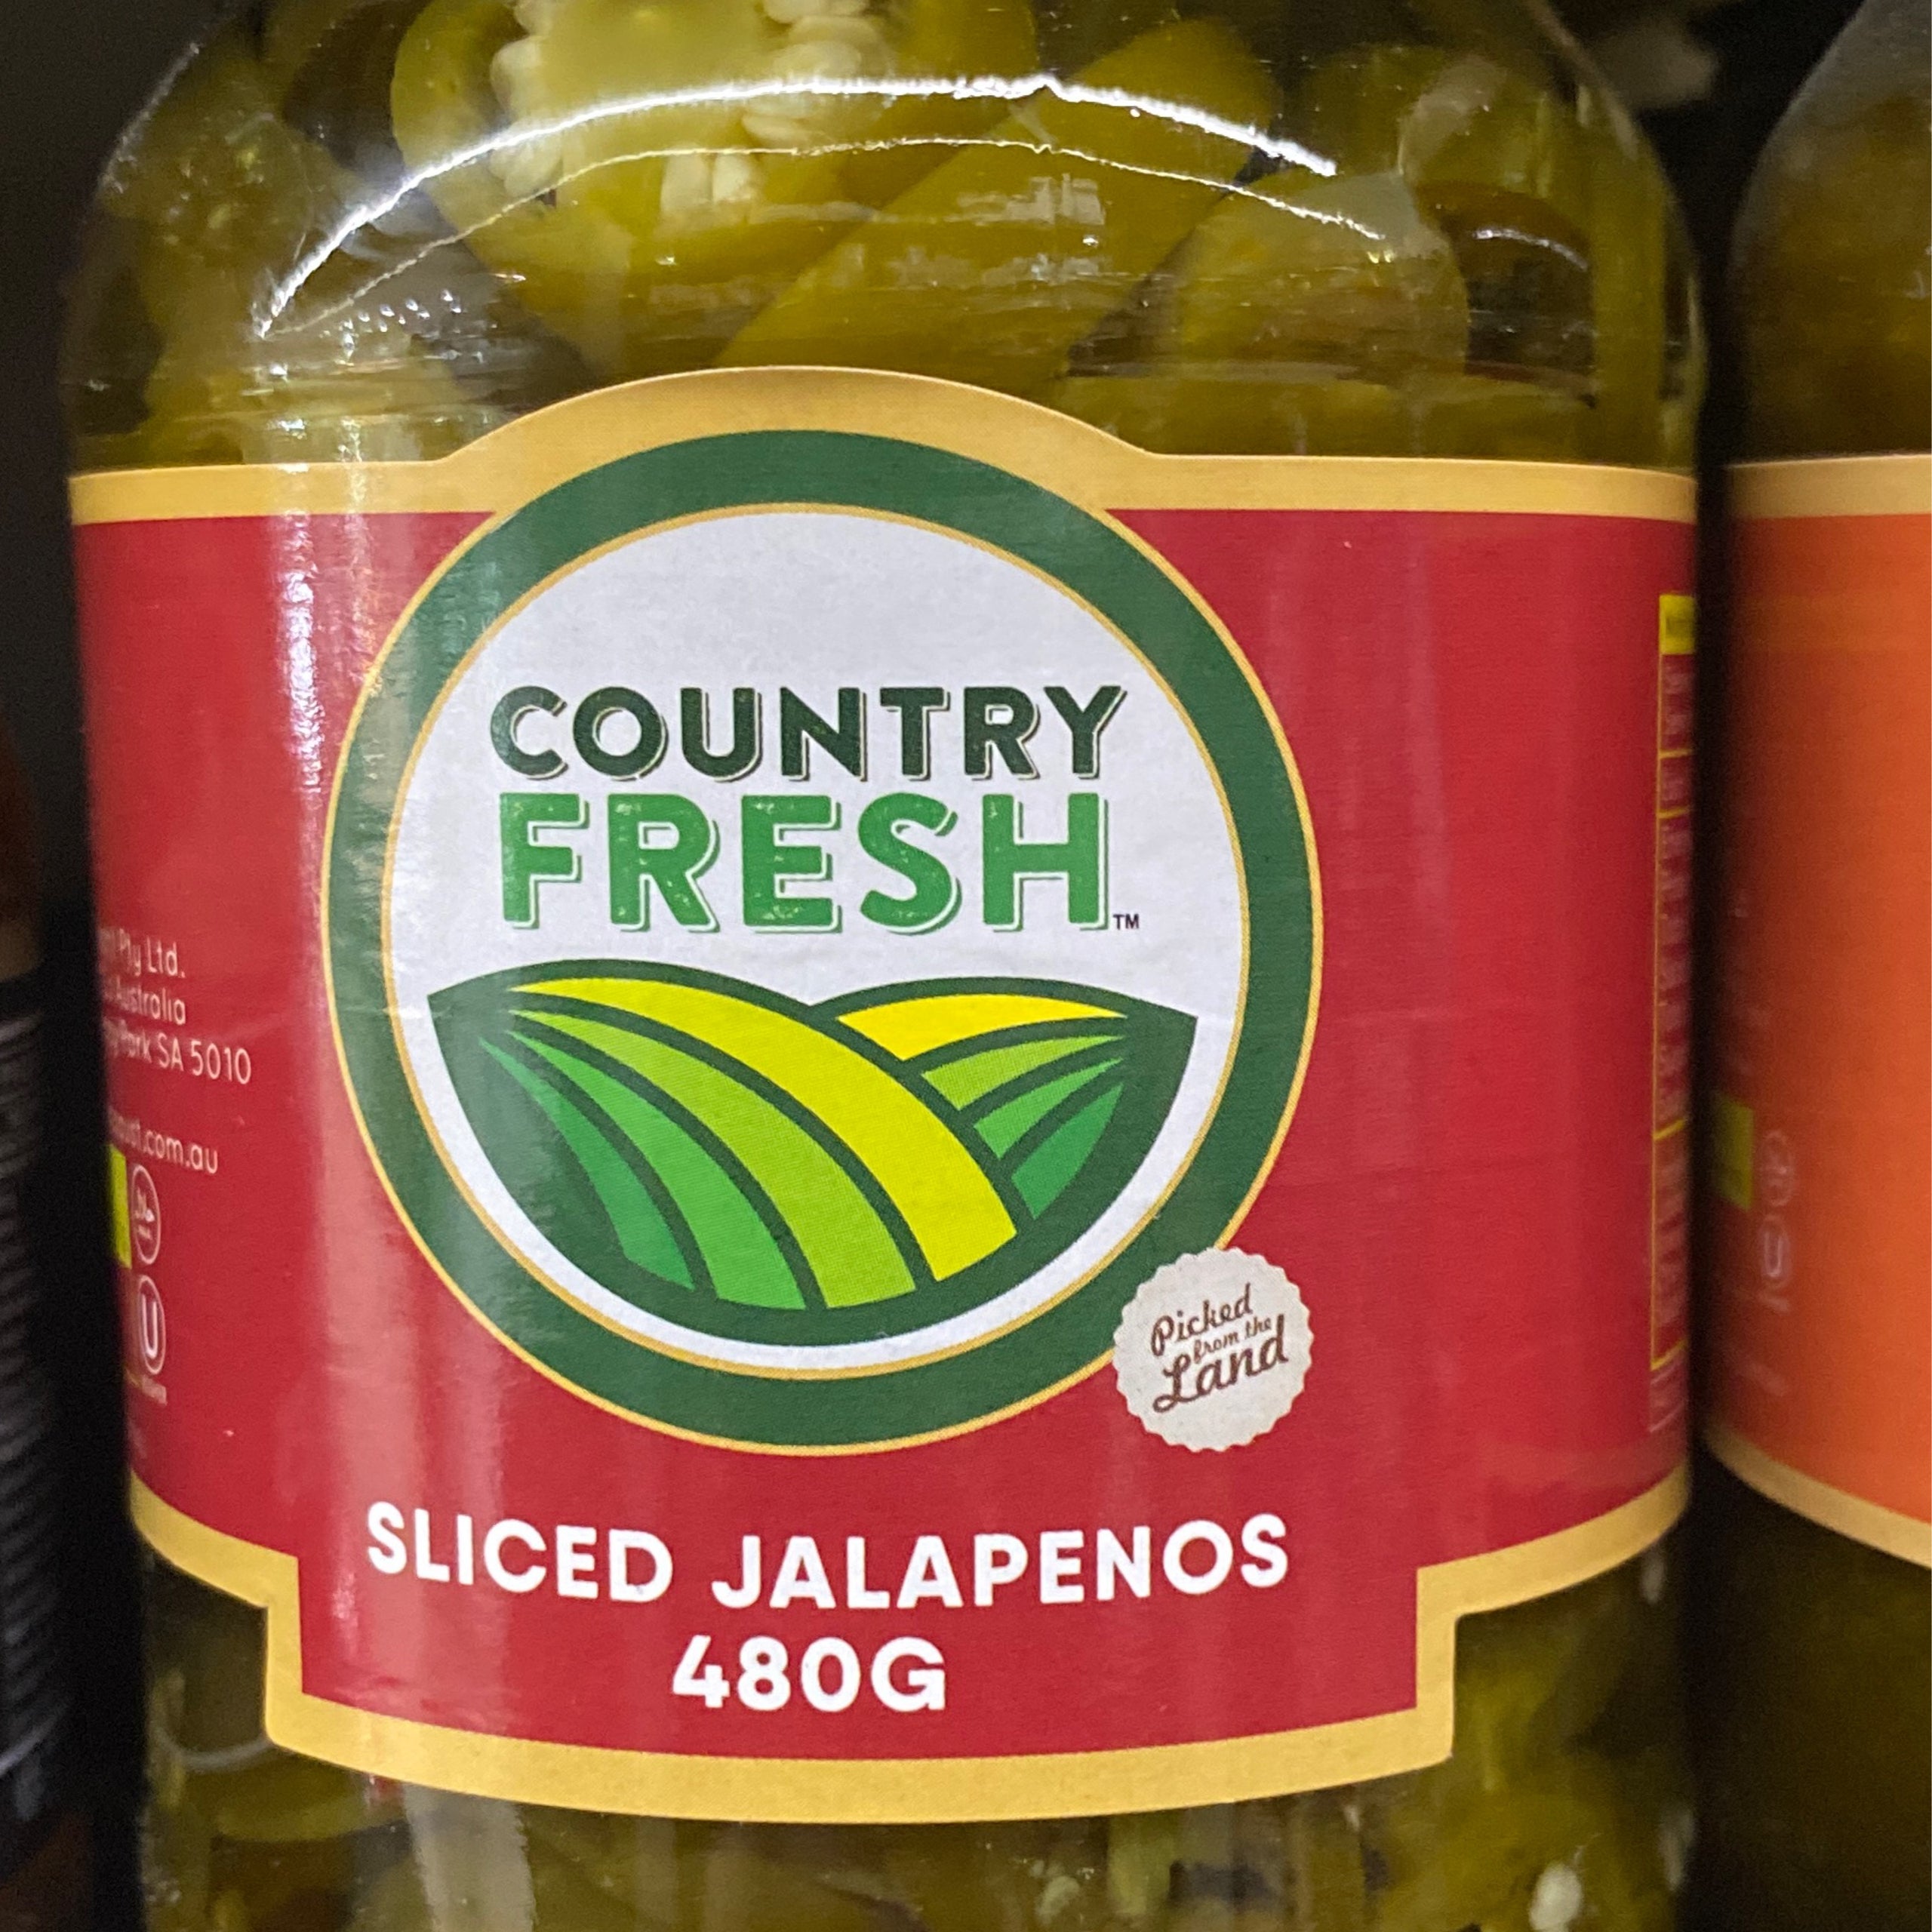 COUNTRY
FRESH
TM
Pty Ltd.
Australia
Park SA 5010
.com.au
U
Picked
from the
Land
SLICED JALAPENOS
480G